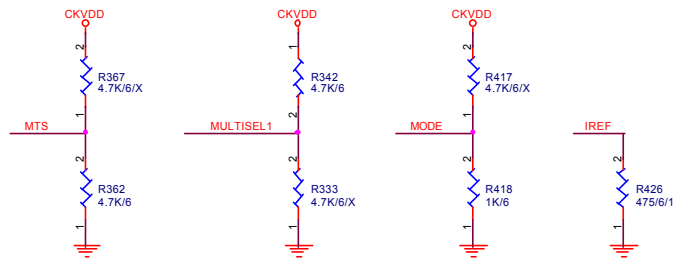 CKVDD
CKVDD
CKVDD
2
1
2
R367
4.7K/6/X
R342
4.7K/6
R417
4.7K/6/X
1
2
1
MTS
MULTISEL1
MODE
IREF
2
2
2
2
R362
4.7K/6
R333
4.7K/6/X
R418
1K/6
R426
475/6/1
1
1
1
1